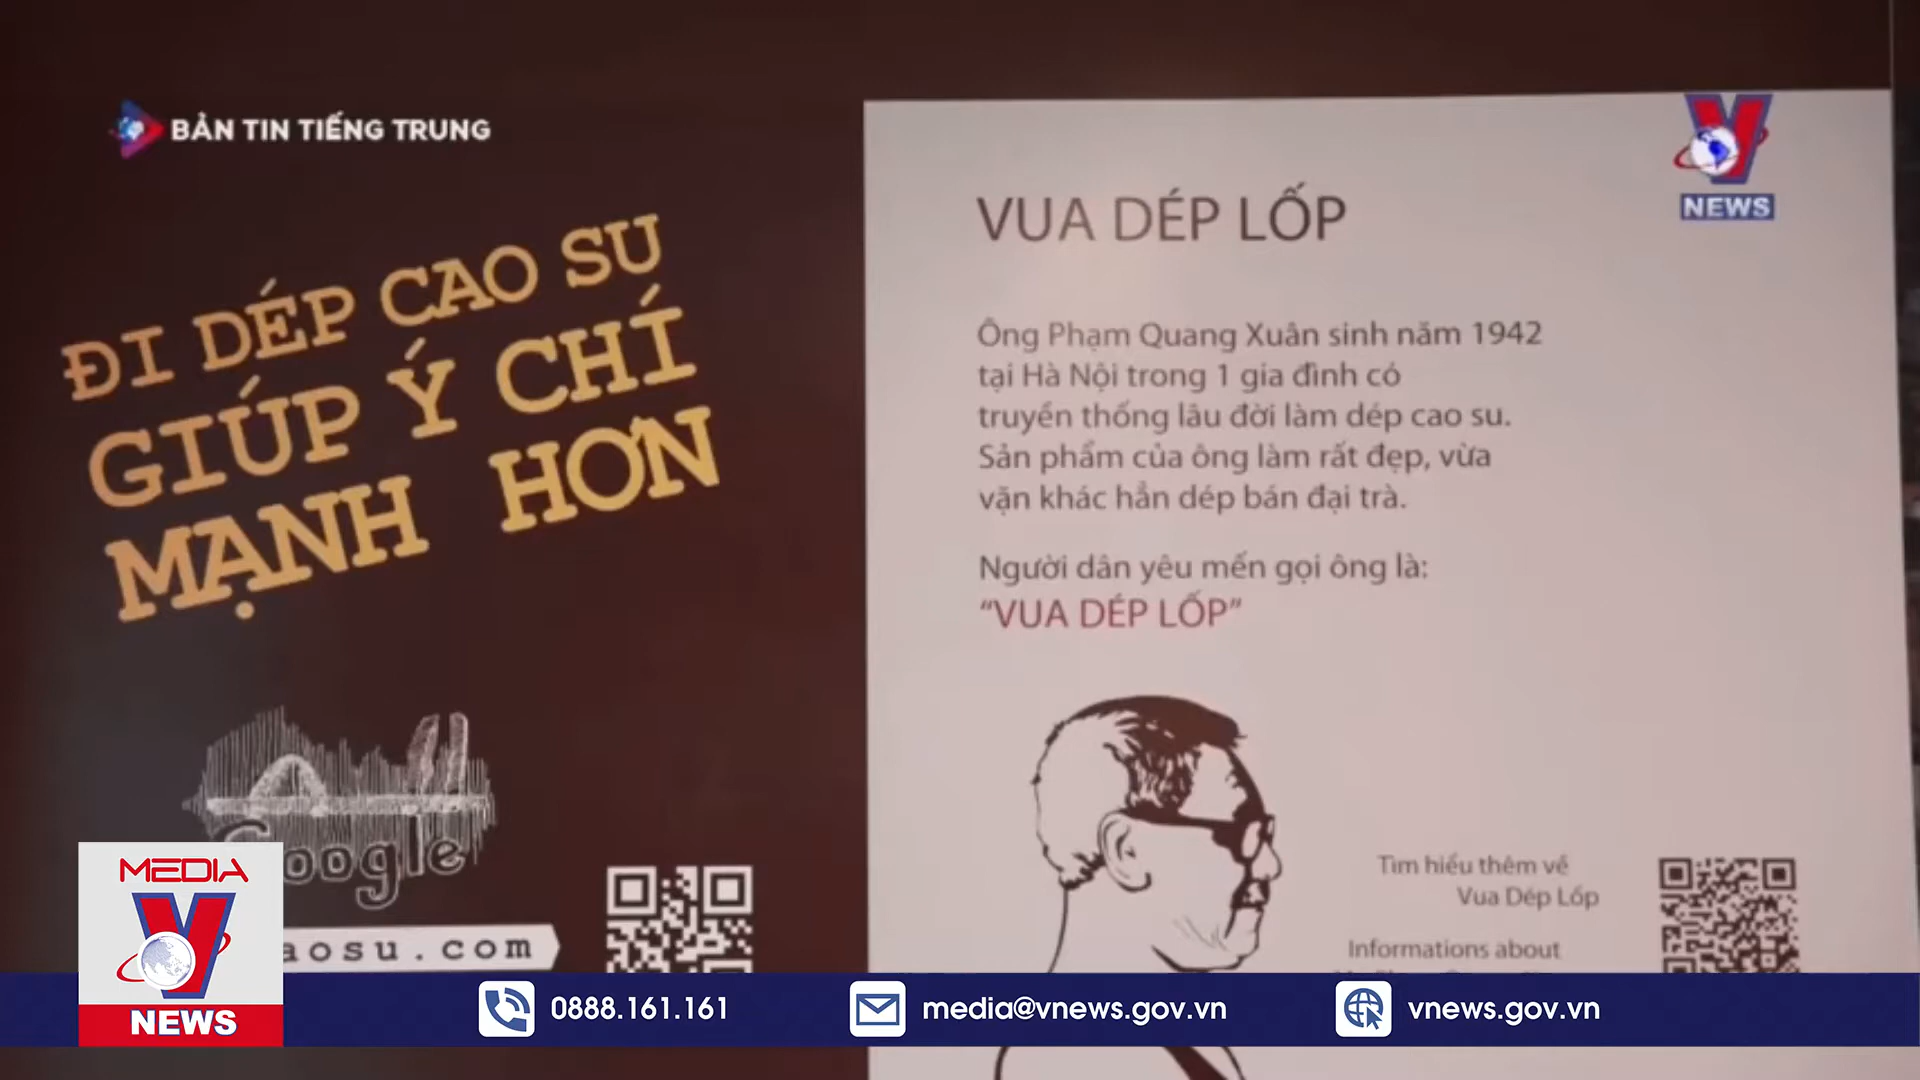 BẢN TIN TIẾNG TRUNG
NEWS
ĐI DÉP CAO SU
GIÚP Ý CHÍ
MẠNH HƠN
Google
aosu.com
VUA DÉP LỐP
Ông Phạm Quang Xuân sinh năm 1942
tại Hà Nội trong 1 gia đình có
truyền thống lâu đời làm dép cao su.
Sản phẩm của ông làm rất đẹp, vừa
vặn khác hẳn dép bán đại trà.
Người dân yêu mến gọi ông là:
“VUA DÉP LỐP”
Tìm hiểu thêm về
Vua Dép Lốp
Informations about
MEDIA
NEWS
0888.161.161
media@vnews.gov.vn
vnews.gov.vn